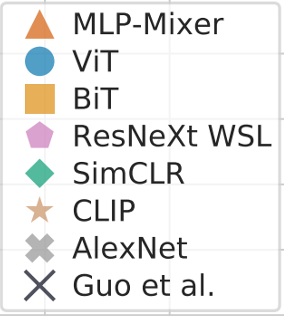 MLP-Mixer
ViT
BiT
ResNeXt WSL
SimCLR
CLIP
AlexNet
Guo et al.